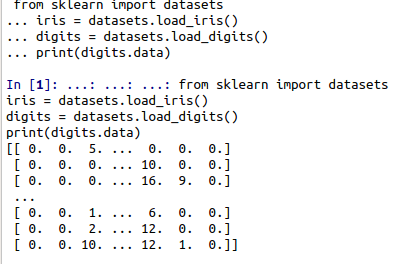 from sklearn import datasets
... iris = datasets.load_iris()
... digits = datasets.load_digits()
... print(digits.data)
In [1]: ...: ...: ...: from sklearn import datasets
iris = datasets.load_iris()
digits = datasets.load_digits()
print(digits.data)
[[ 0. 0. 5. ... 0. 0. 0.]
[ 0. 0. 0. ... 10. 0. 0.]
[ 0. 0. 0. ... 16. 9. 0.]
...
[ 0. 0. 1. ... 6. 0. 0.]
[ 0. 0. 2. ... 12. 0. 0.]
[ 0. 0. 10. ... 12. 1. 0.]]